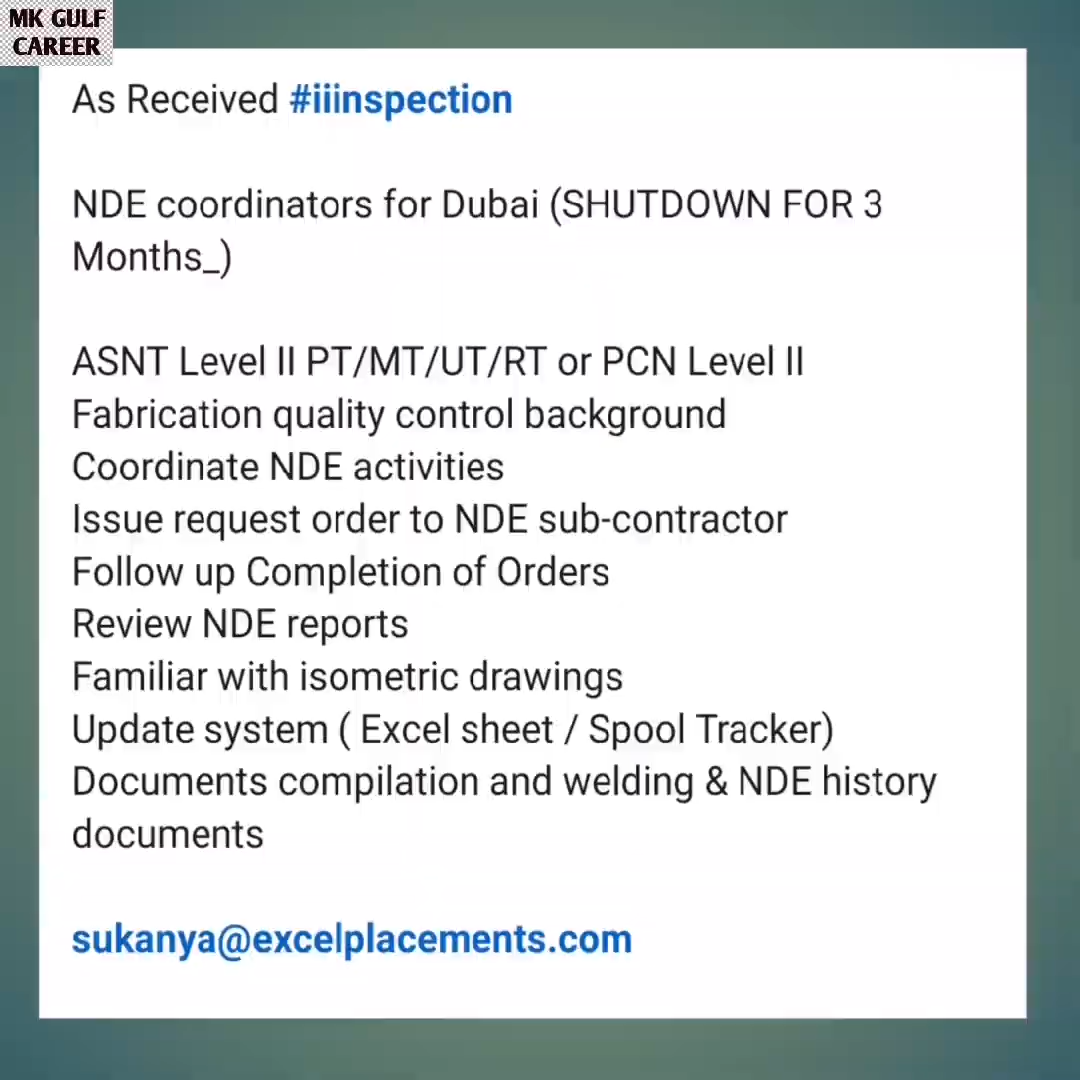 MK GULF
CAREER
As Received #iiinspection
NDE coordinators for Dubai (SHUTDOWN FOR 3
Months_)
ASNT Level II PT/MT/UT/RT or PCN Level II
Fabrication quality control background
Coordinate NDE activities
Issue request order to NDE sub-contractor
Follow up Completion of Orders
Review NDE reports
Familiar with isometric drawings
Update system ( Excel sheet / Spool Tracker)
Documents compilation and welding & NDE history
documents
sukanya@excelplacements.com